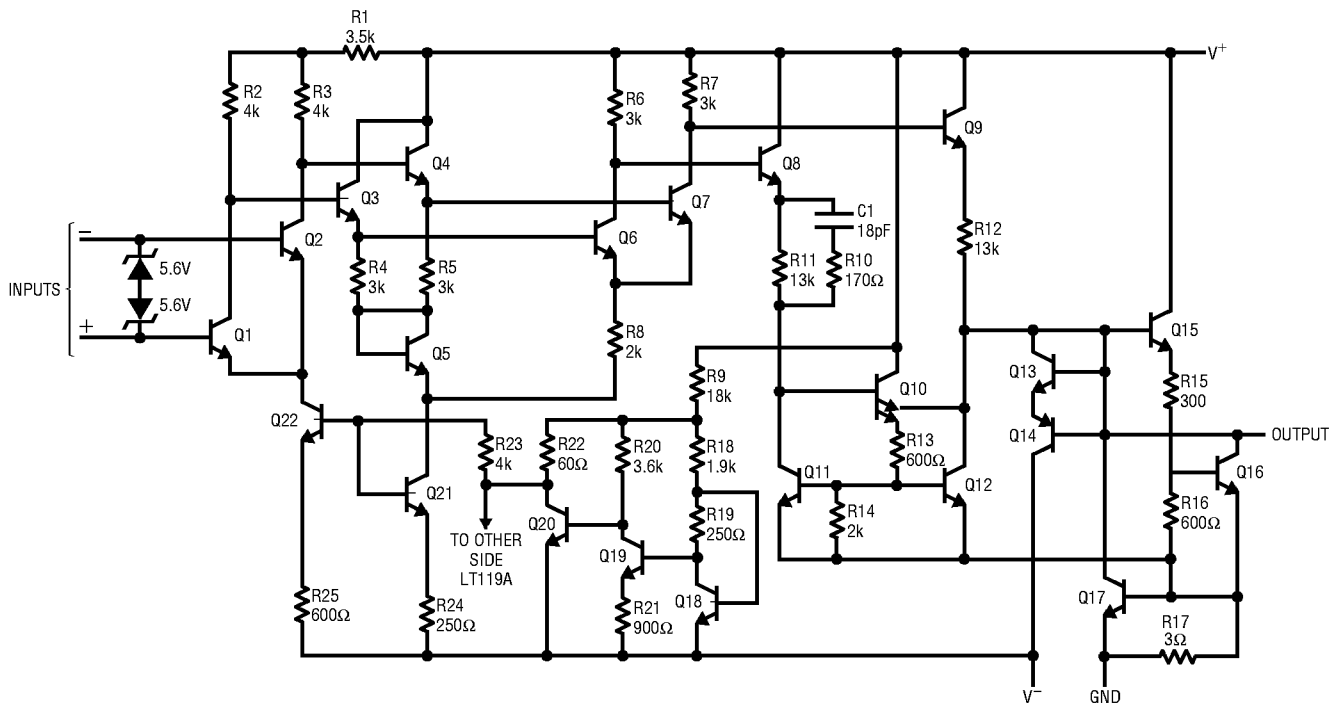 R1
3.5k
V+
R2
4k
R3
4k
R6
3k
R7
3k
Q9
Q4
Q8
Q3
Q7
C1
18pF
−
Q2
Q6
R12
13k
R11
13k
R10
170Ω
5.6V
R4
3k
R5
3k
INPUTS
5.6V
+
Q1
R8
2k
Q15
Q5
Q13
R9
18k
Q10
R15
300
Q22
R23
4k
R22
60Ω
R20
3.6k
R18
1.9k
R13
600Ω
Q14
OUTPUT
Q11
Q12
Q16
Q21
R19
250Ω
R14
2k
R16
600Ω
Q20
TO OTHER
SIDE
LT119A
Q19
R25
600Ω
R24
250Ω
R21
900Ω
Q18
Q17
R17
3Ω
V−
GND